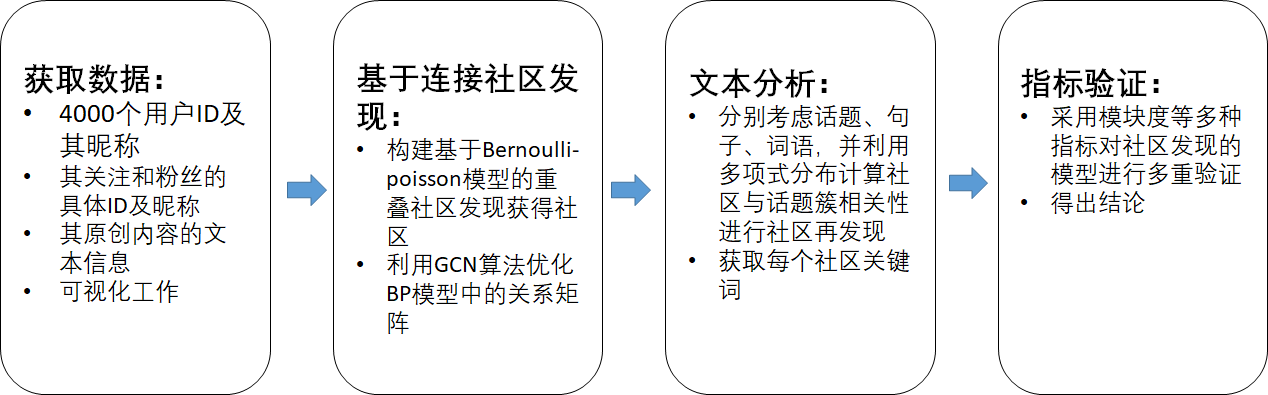 获取数据：
• 4000个用户ID及
其昵称
• 其关注和粉丝的
具体ID及昵称
• 其原创内容的文
本信息
• 可视化工作
基于连接社区发
现：
• 构建基于Bernoulli-
poisson模型的重
叠社区发现获得社
区
• 利用GCN算法优化
BP模型中的关系矩
阵
文本分析：
• 分别考虑话题、句
子、词语，并利用
多项式分布计算社
区与话题簇相关性
进行社区再发现
• 获取每个社区关键
词
指标验证：
• 采用模块度等多种
指标对社区发现的
模型进行多重验证
• 得出结论